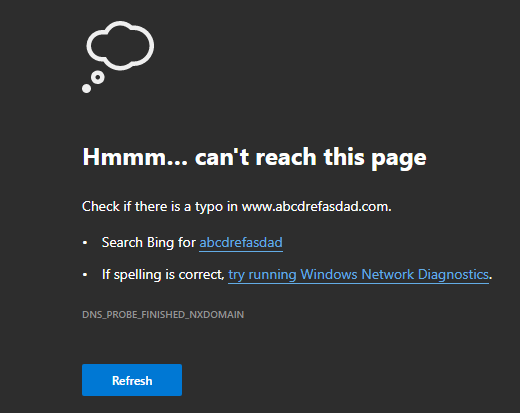 Hmmm... can't reach this page
Check if there is a typo in www.abcdrefasdad.com.
• Search Bing for abcdrefasdad
• If spelling is correct, try running Windows Network Diagnostics.
DNS_PROBE_FINISHED_NXDOMAIN
Refresh